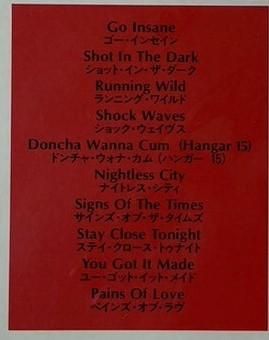 Go Insane
ゴー・インセイン
Shot In The Dark
ショット・イン・ザ・ダーク
Running Wild
ランニング・ワイルド
Shock Waves
ショック・ウェイヴス
Doncha Wanna Cum (Hangar 15)
ドンチャ・ウォナ・カム (ハンガー 15)
Nightless City
ナイトレス・シティ
Signs Of The Times
サインズ・オブ・ザ・タイムズ
Stay Close Tonight
ステイ・クロース・トゥナイト
You Got It Made
ユー・ゴット・イット・メイド
Pains Of Love
ペインズ・オブ・ラヴ